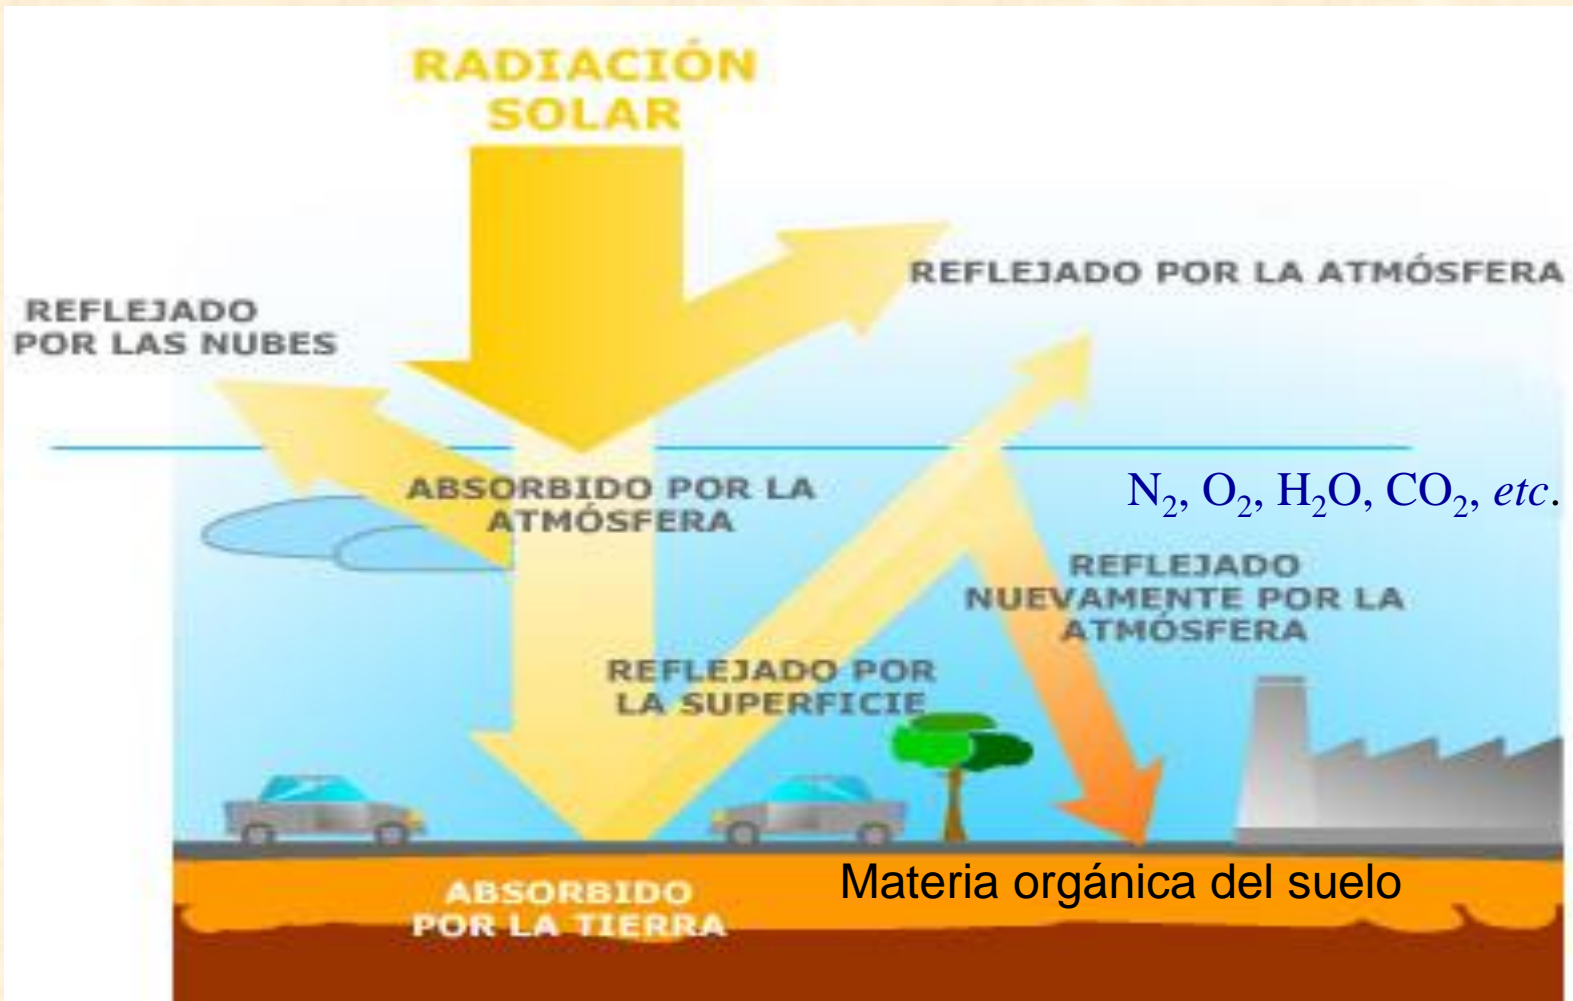 RADIACIÓN
SOLAR
REFLEJADO POR LA ATMÓSFERA
REFLEJADO
POR LAS NUBES
ABSORBIDO POR LA
ATMÓSFERA
N₂, O₂, H₂O, CO₂, etc.
REFLEJADO
NUEVAMENTE POR LA
ATMÓSFERA
REFLEJADO POR
LA SUPERFICIE
Materia orgánica del suelo
ABSORBIDO
POR LA TIERRA